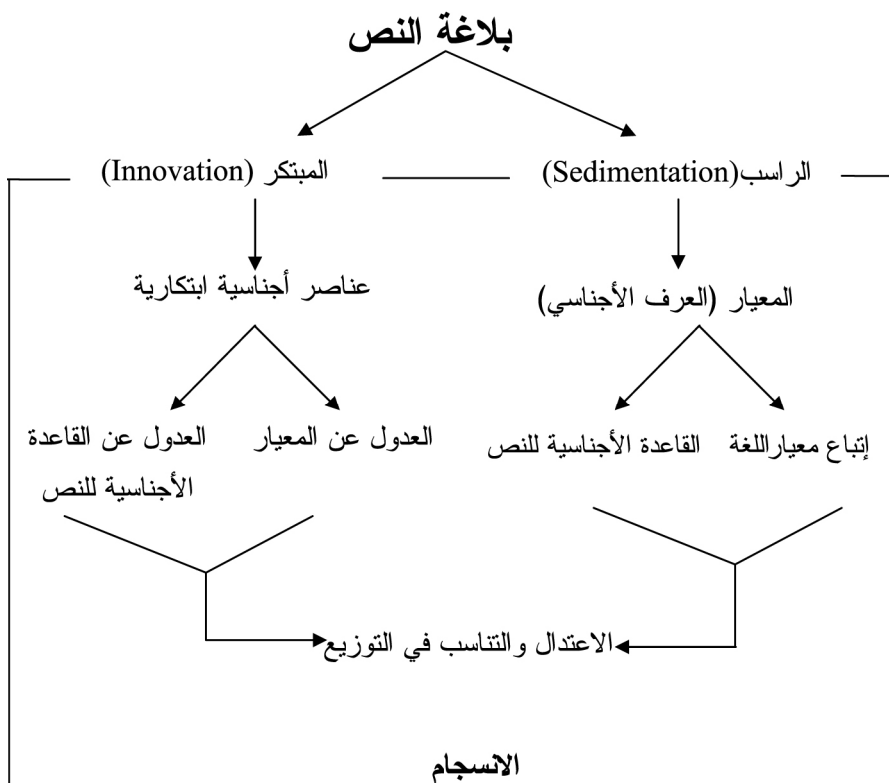 بلاغة النص
الراسب(Sedimentation)
المبتكر (Innovation)
المعيار (العرف الأجناسي)
عناصر أجناسية ابتكارية
إتباع معياراللغة
القاعدة الأجناسية للنص
العدول عن المعيار
العدول عن القاعدة
الأجناسية للنص
الاعتدال والتناسب في التوزيع
الانسجام